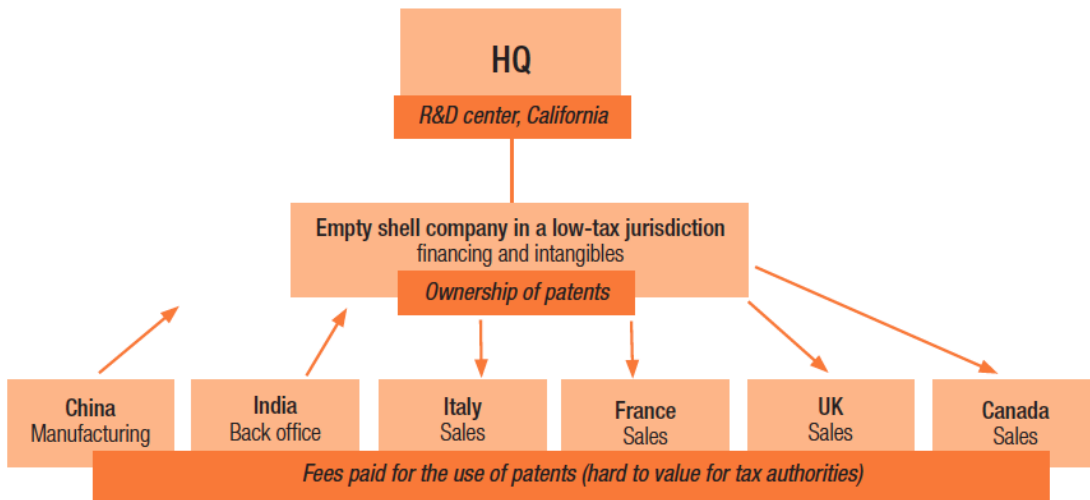 HQ
R&D center, California
Empty shell company in a low-tax jurisdiction
financing and intangibles
Ownership of patents
China
Manufacturing
India
Back office
Italy
Sales
France
Sales
UK
Sales
Canada
Sales
Fees paid for the use of patents (hard to value for tax authorities)